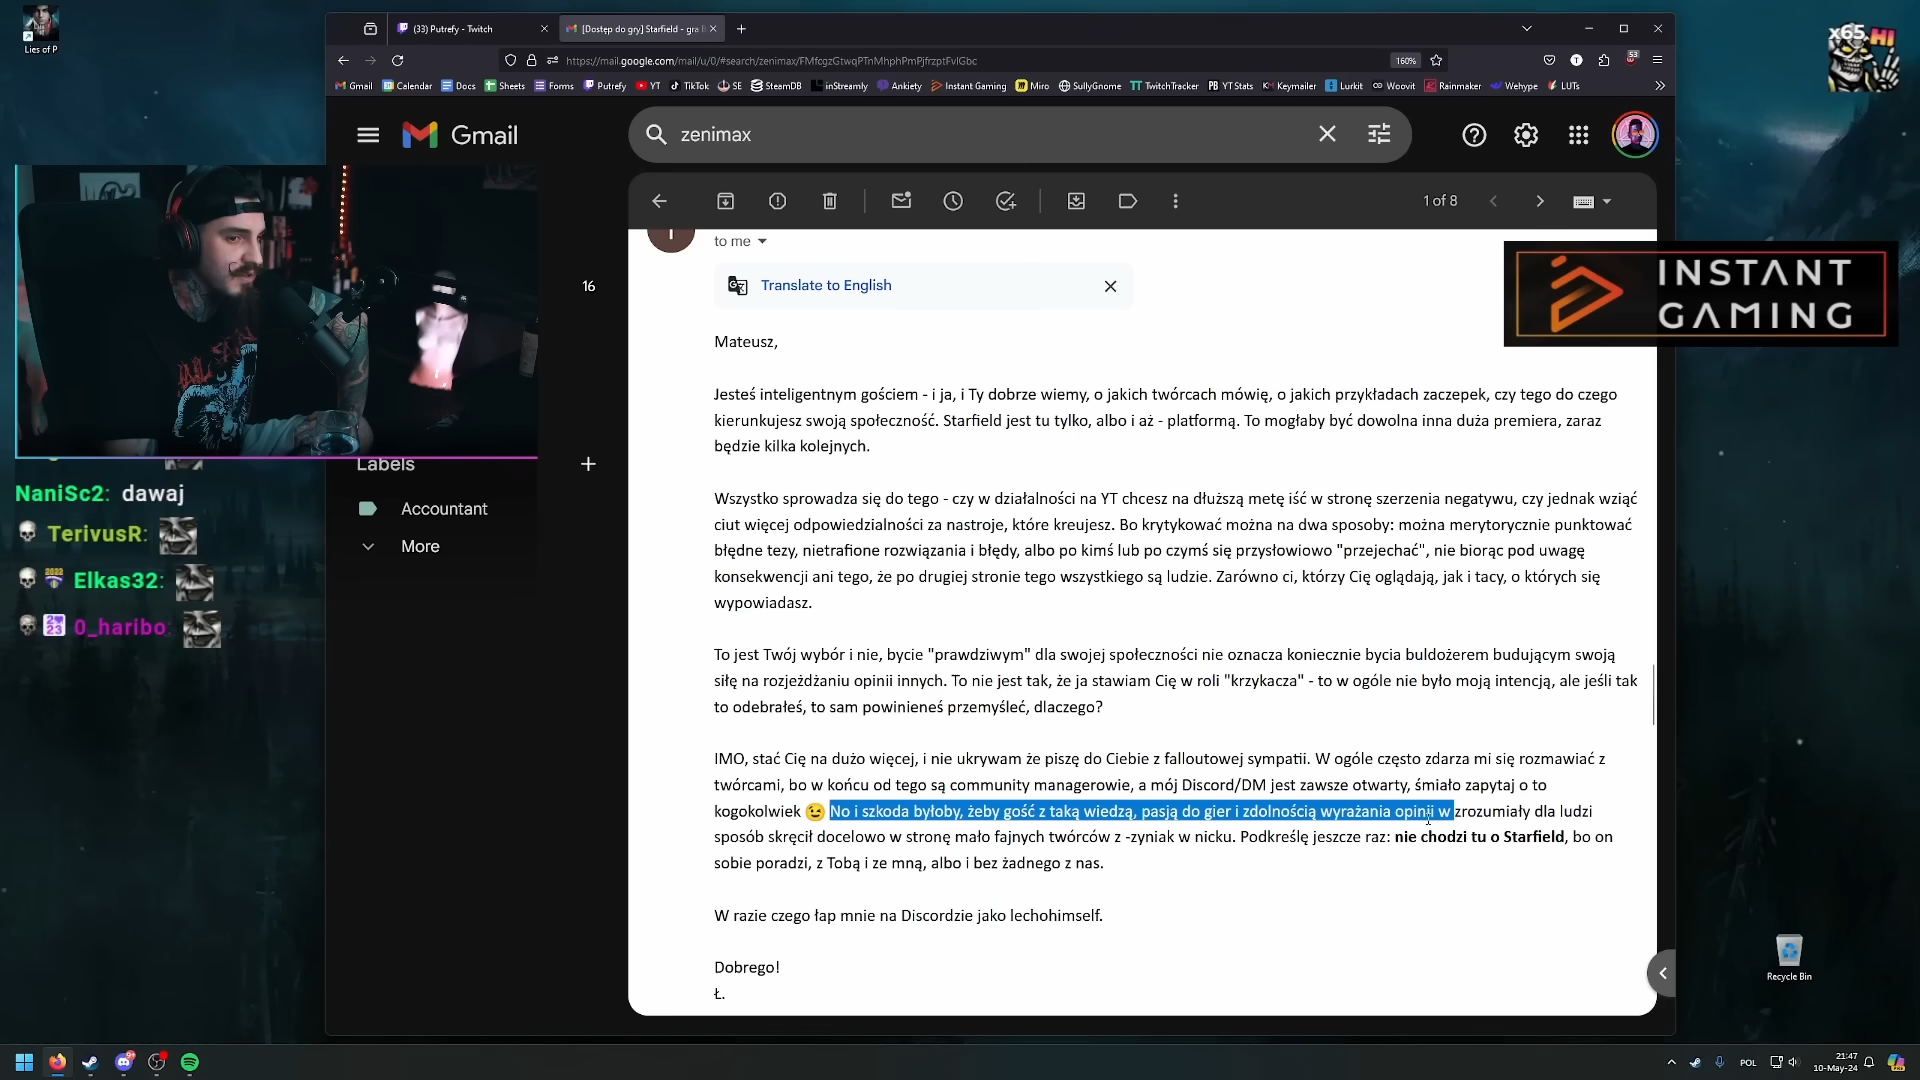 Lies of P
(33) Putrefy - Twitch
[Dostęp do gry] Starfield - gra
https://mail.google.com/mail/u/0/#search/zenimax/FMfcgzGtwqPTnMhphPmPjfrzptFvlGbc
160%
53
Gmail Calendar Docs Sheets Forms Putrefy YT TikTok SE SteamDB inStreamly Ankiety Instant Gaming Miro SullyGnome TwitchTracker YT Stats Keymailer Lurkit Woovit Rainmaker Wehype LUTs
x65 HI
Gmail
zenimax
1 of 8
to me
Translate to English
INSTANT
GAMING
16
Labels
Accountant
More
NaniSc2: dawaj
TerivusR:
Elkas32:
0_haribo:
Mateusz,
Jesteś inteligentnym gościem - i ja, i Ty dobrze wiemy, o jakich twórcach mówię, o jakich przykładach zaczepek, czy tego do czego
kierunkujesz swoją społeczność. Starfield jest tu tylko, albo i aż - platformą. To mogłaby być dowolna inna duża premiera, zaraz
będzie kilka kolejnych.
Wszystko sprowadza się do tego - czy w działalności na YT chcesz na dłuższą metę iść w stronę szerzenia negatywu, czy jednak wziąć
ciut więcej odpowiedzialności za nastroje, które kreujesz. Bo krytykować można na dwa sposoby: można merytorycznie punktować
błędne tezy, nietrafione rozwiązania i błędy, albo po kimś lub po czymś się przysłowiowo "przejechać", nie biorąc pod uwagę
konsekwencji ani tego, że po drugiej stronie tego wszystkiego są ludzie. Zarówno ci, którzy Cię oglądają, jak i tacy, o których się
wypowiadasz.
To jest Twój wybór i nie, bycie "prawdziwym" dla swojej społeczności nie oznacza koniecznie bycia buldożerem budującym swoją
siłę na rozjeżdżaniu opinii innych. To nie jest tak, że ja stawiam Cię w roli "krzykacza" - to w ogóle nie było moją intencją, ale jeśli tak
to odebrałeś, to sam powinieneś przemyśleć, dlaczego?
IMO, stać Cię na dużo więcej, i nie ukrywam że piszę do Ciebie z falloutowej sympatii. W ogóle często zdarza mi się rozmawiać z
twórcami, bo w końcu od tego są community managerowie, a mój Discord/DM jest zawsze otwarty, śmiało zapytaj o to
kogokolwiek 😉 No i szkoda byłoby, żeby gość z taką wiedzą, pasją do gier i zdolnością wyrażania opinii w zrozumiały dla ludzi
sposób skręcił docelowo w stronę mało fajnych twórców z -zyniak w nicku. Podkreślę jeszcze raz: nie chodzi tu o Starfield, bo on
sobie poradzi, z Tobą i ze mną, albo i bez żadnego z nas.
W razie czego łap mnie na Discordzie jako lechohimself.
Dobrego!
Ł.
Recycle Bin
POL
21:47
10-May-24